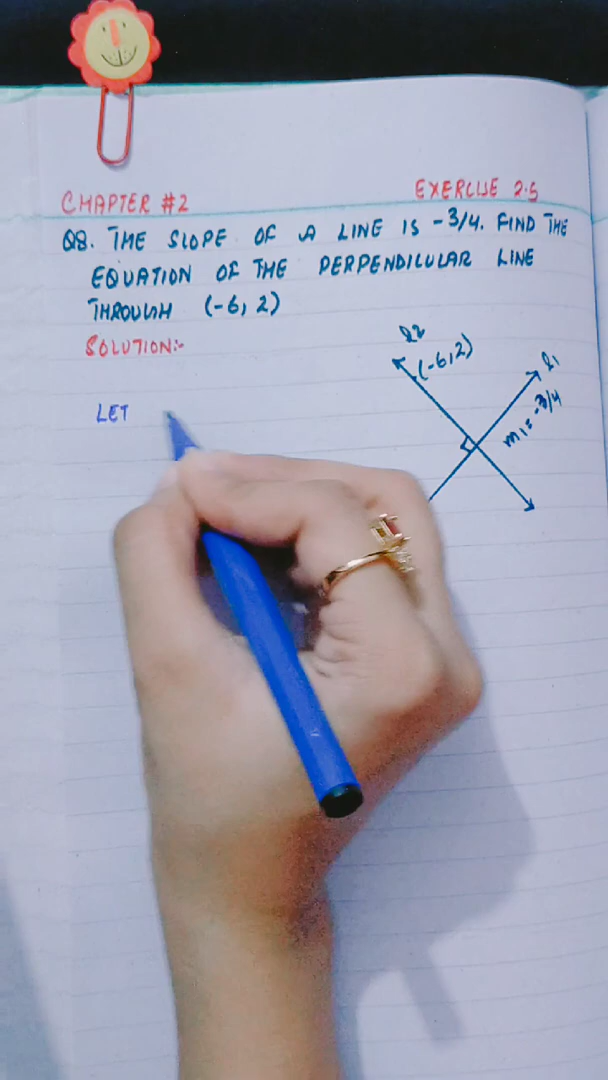 CHAPTER #2
EXERCISE 2.5
Q8. THE SLOPE OF A LINE IS -3/4. FIND THE
EQUATION OF THE PERPENDICULAR LINE
THROUGH (-6, 2)
SOLUTION:-
l2
(-6,2)
l1
m1=-3/4
LET